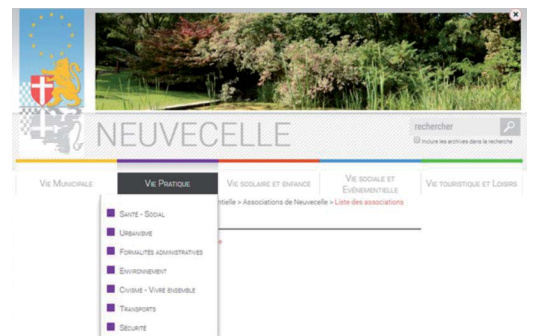 NEUVECELLE
rechercher
Inclure les archives dans la recherche
VIE MUNICIPALE
VIE PRATIQUE
VIE SCOLAIRE ET ENFANCE
VIE SOCIALE ET
ÉVÉNEMENTIELLE
VIE TOURISTIQUE ET LOISIRS
ntielle > Associations de Neuvecelle > Liste des associations
SANTÉ - SOCIAL
URBANISME
FORMALITÉS ADMINISTRATIVES
ENVIRONNEMENT
CIVISME - VIVRE ENSEMBLE
TRANSPORTS
SÉCURITÉ